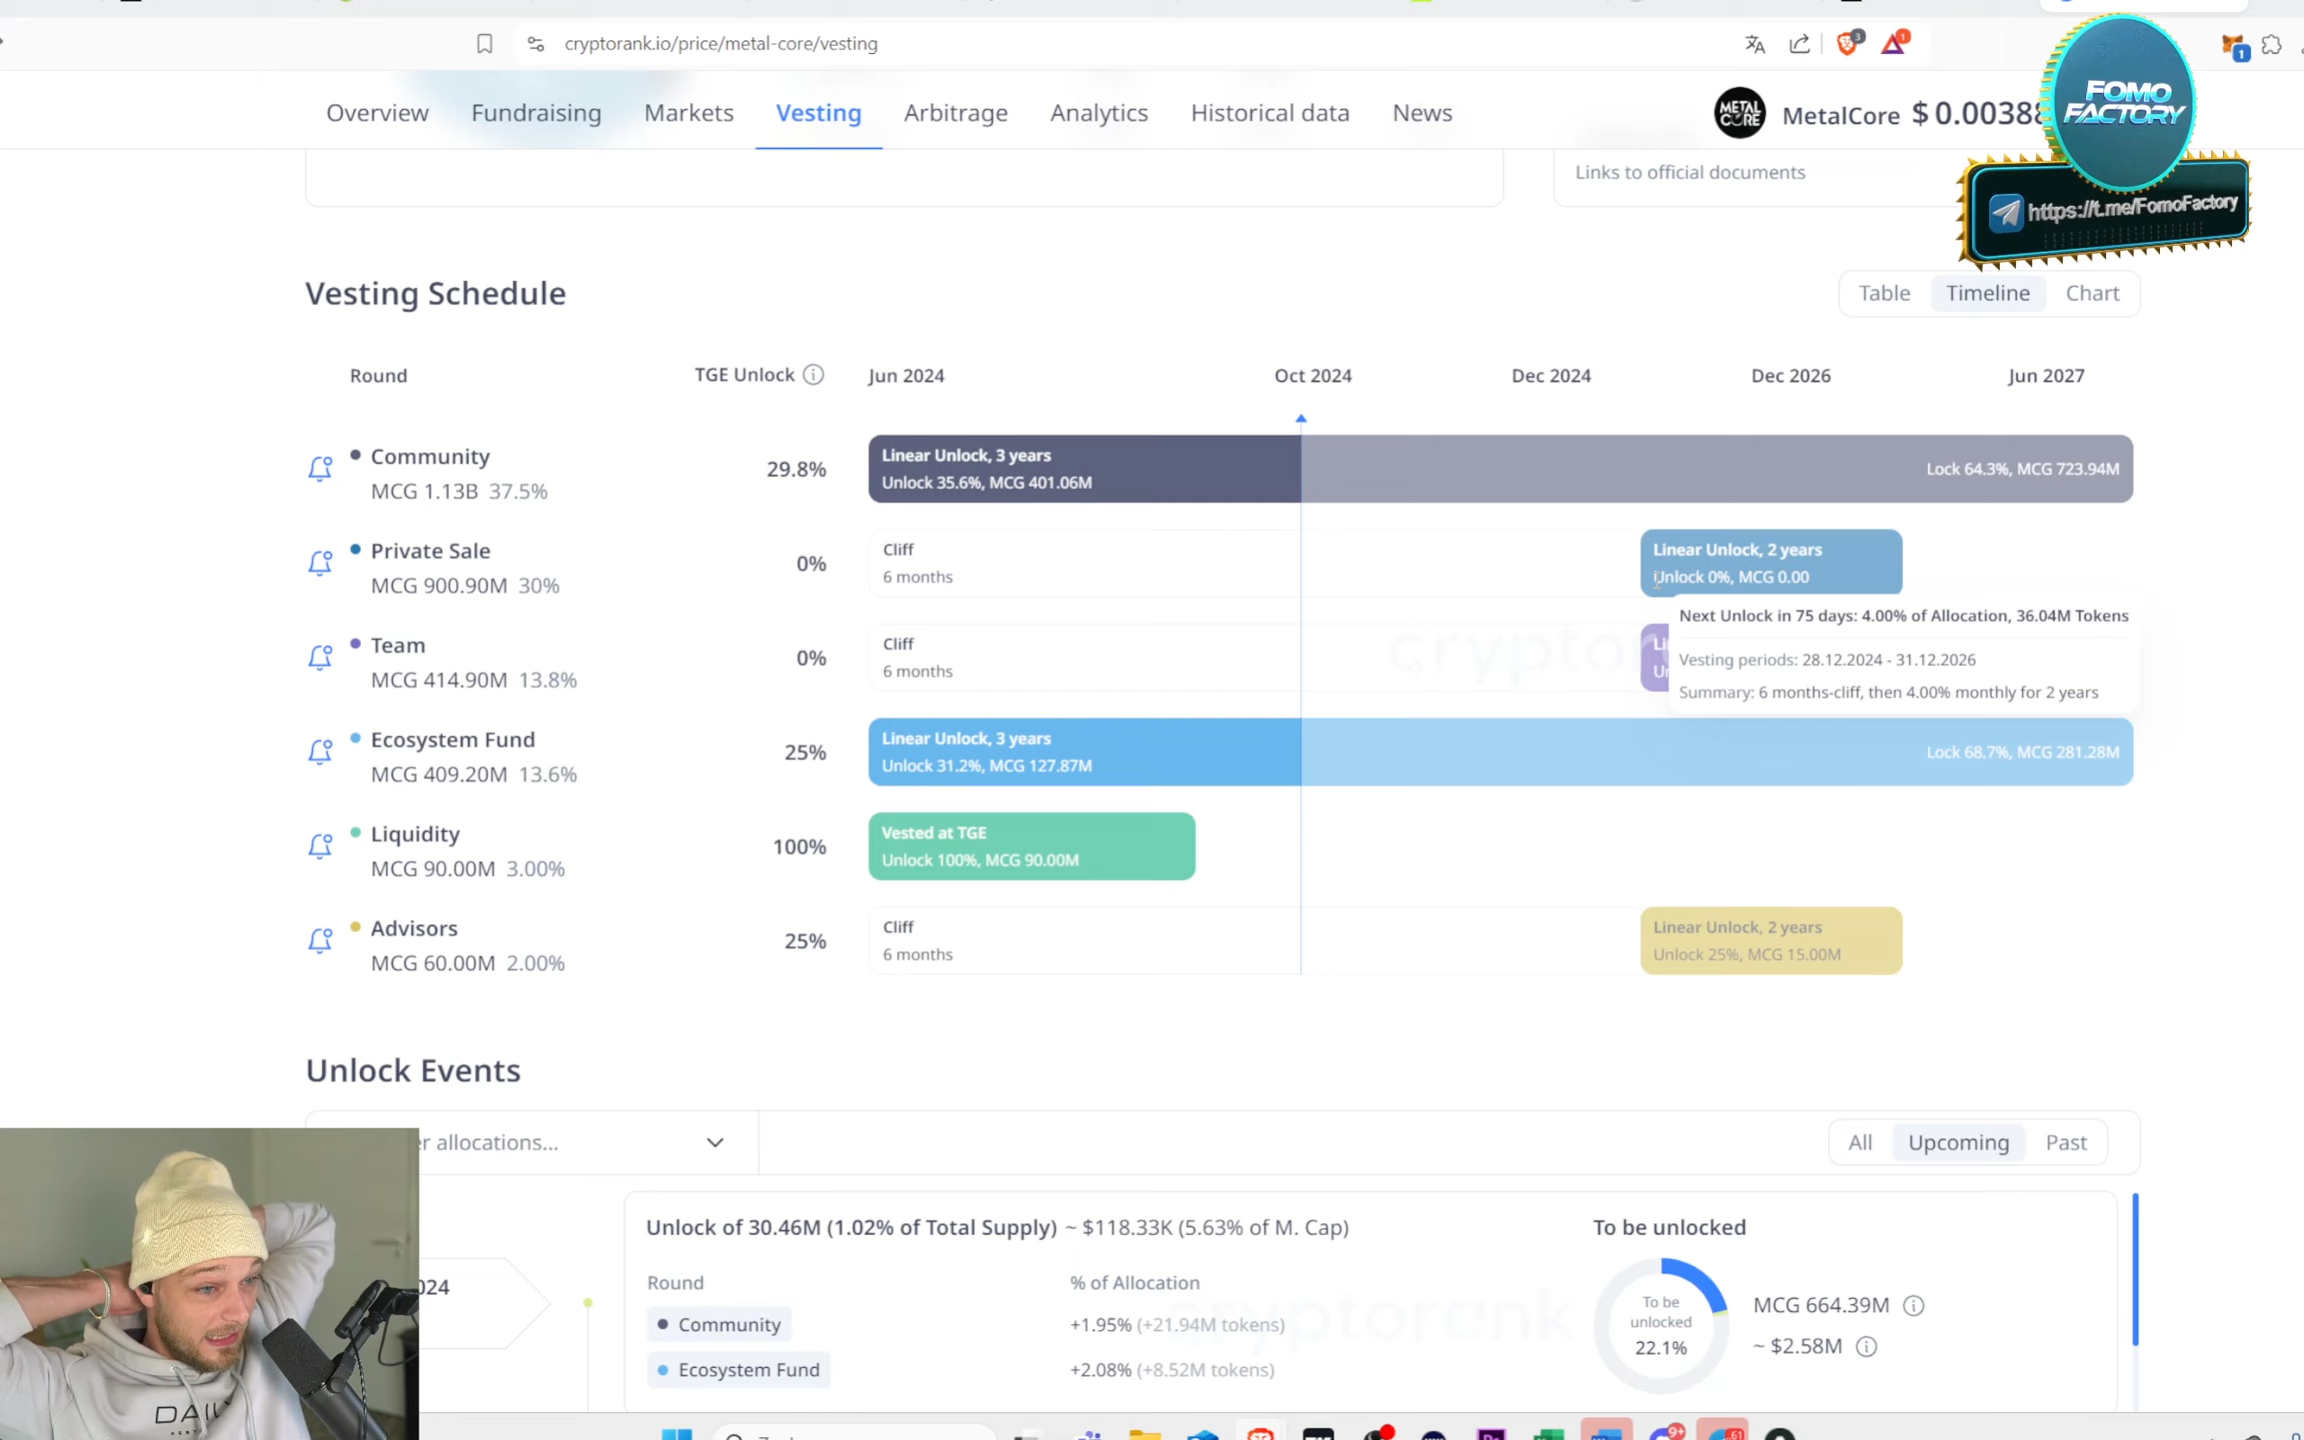 cryptorank.io/price/metal-core/vesting
3
1
1
Overview
Fundraising
Markets
Vesting
Arbitrage
Analytics
Historical data
News
METAL
CORE
MetalCore $ 0.00388
FOMO
FACTORY
https://t.me/FomoFactory
Links to official documents
Vesting Schedule
Table
Timeline
Chart
Round
TGE Unlock
Jun 2024
Oct 2024
Dec 2024
Dec 2026
Jun 2027
Community
MCG 1.13B 37.5%
29.8%
Linear Unlock, 3 years
Unlock 35.6%, MCG 401.06M
Lock 64.3%, MCG 723.94M
Private Sale
MCG 900.90M 30%
0%
Cliff
6 months
Linear Unlock, 2 years
Unlock 0%, MCG 0.00
Next Unlock in 75 days: 4.00% of Allocation, 36.04M Tokens
Vesting periods: 28.12.2024 - 31.12.2026
Summary: 6 months-cliff, then 4.00% monthly for 2 years
Team
MCG 414.90M 13.8%
0%
Cliff
6 months
Ecosystem Fund
MCG 409.20M 13.6%
25%
Linear Unlock, 3 years
Unlock 31.2%, MCG 127.87M
Lock 68.7%, MCG 281.28M
Liquidity
MCG 90.00M 3.00%
100%
Vested at TGE
Unlock 100%, MCG 90.00M
Advisors
MCG 60.00M 2.00%
25%
Cliff
6 months
Linear Unlock, 2 years
Unlock 25%, MCG 15.00M
Unlock Events
allocations...
All
Upcoming
Past
Unlock of 30.46M (1.02% of Total Supply) ~ $118.33K (5.63% of M. Cap)
Round
% of Allocation
Community
+1.95% (+21.94M tokens)
Ecosystem Fund
+2.08% (+8.52M tokens)
cryptorank
To be unlocked
To be
unlocked
22.1%
MCG 664.39M
~ $2.58M
9+
61